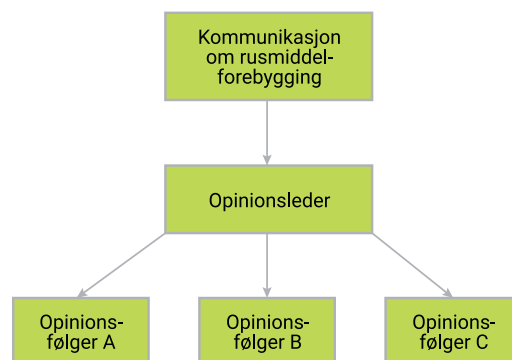 Kommunikasjon
om rusmiddel-
forebygging
Opinionsleder
Opinions-
følger A
Opinions-
følger B
Opinions-
følger C